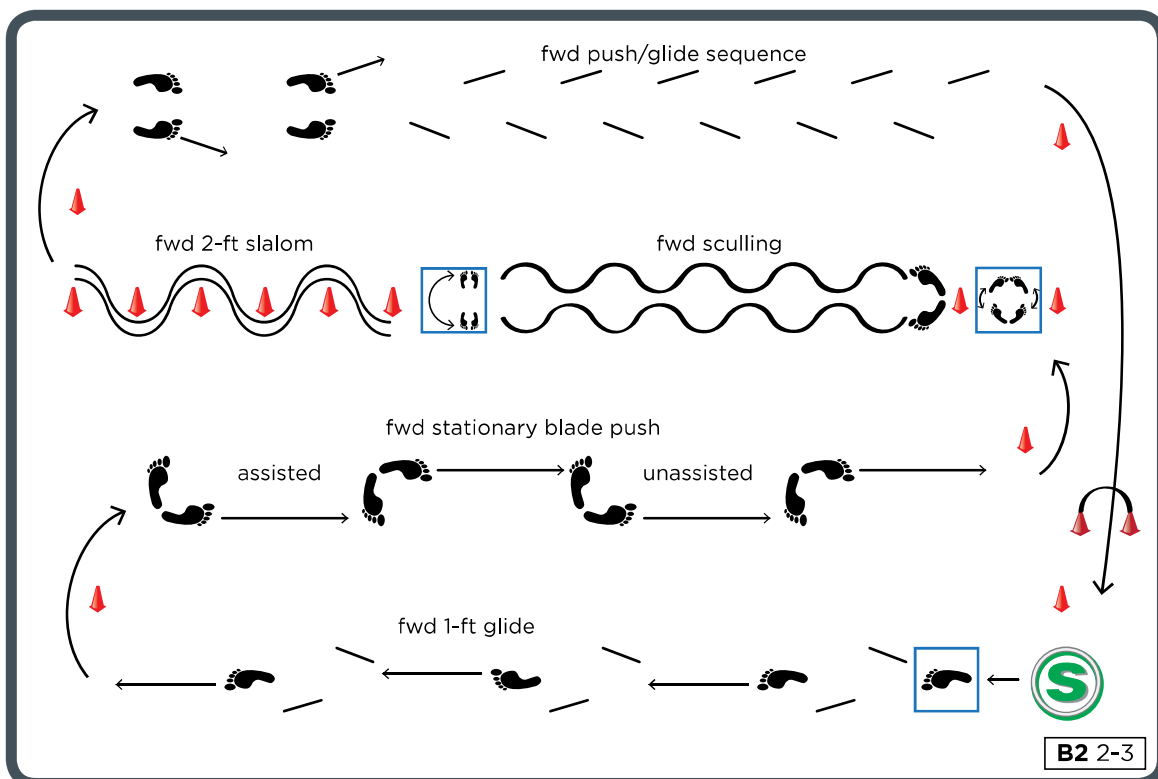 fwd push/glide sequence
fwd 2-ft slalom
fwd sculling
fwd stationary blade push
assisted
unassisted
fwd 1-ft glide
S
B2 2-3